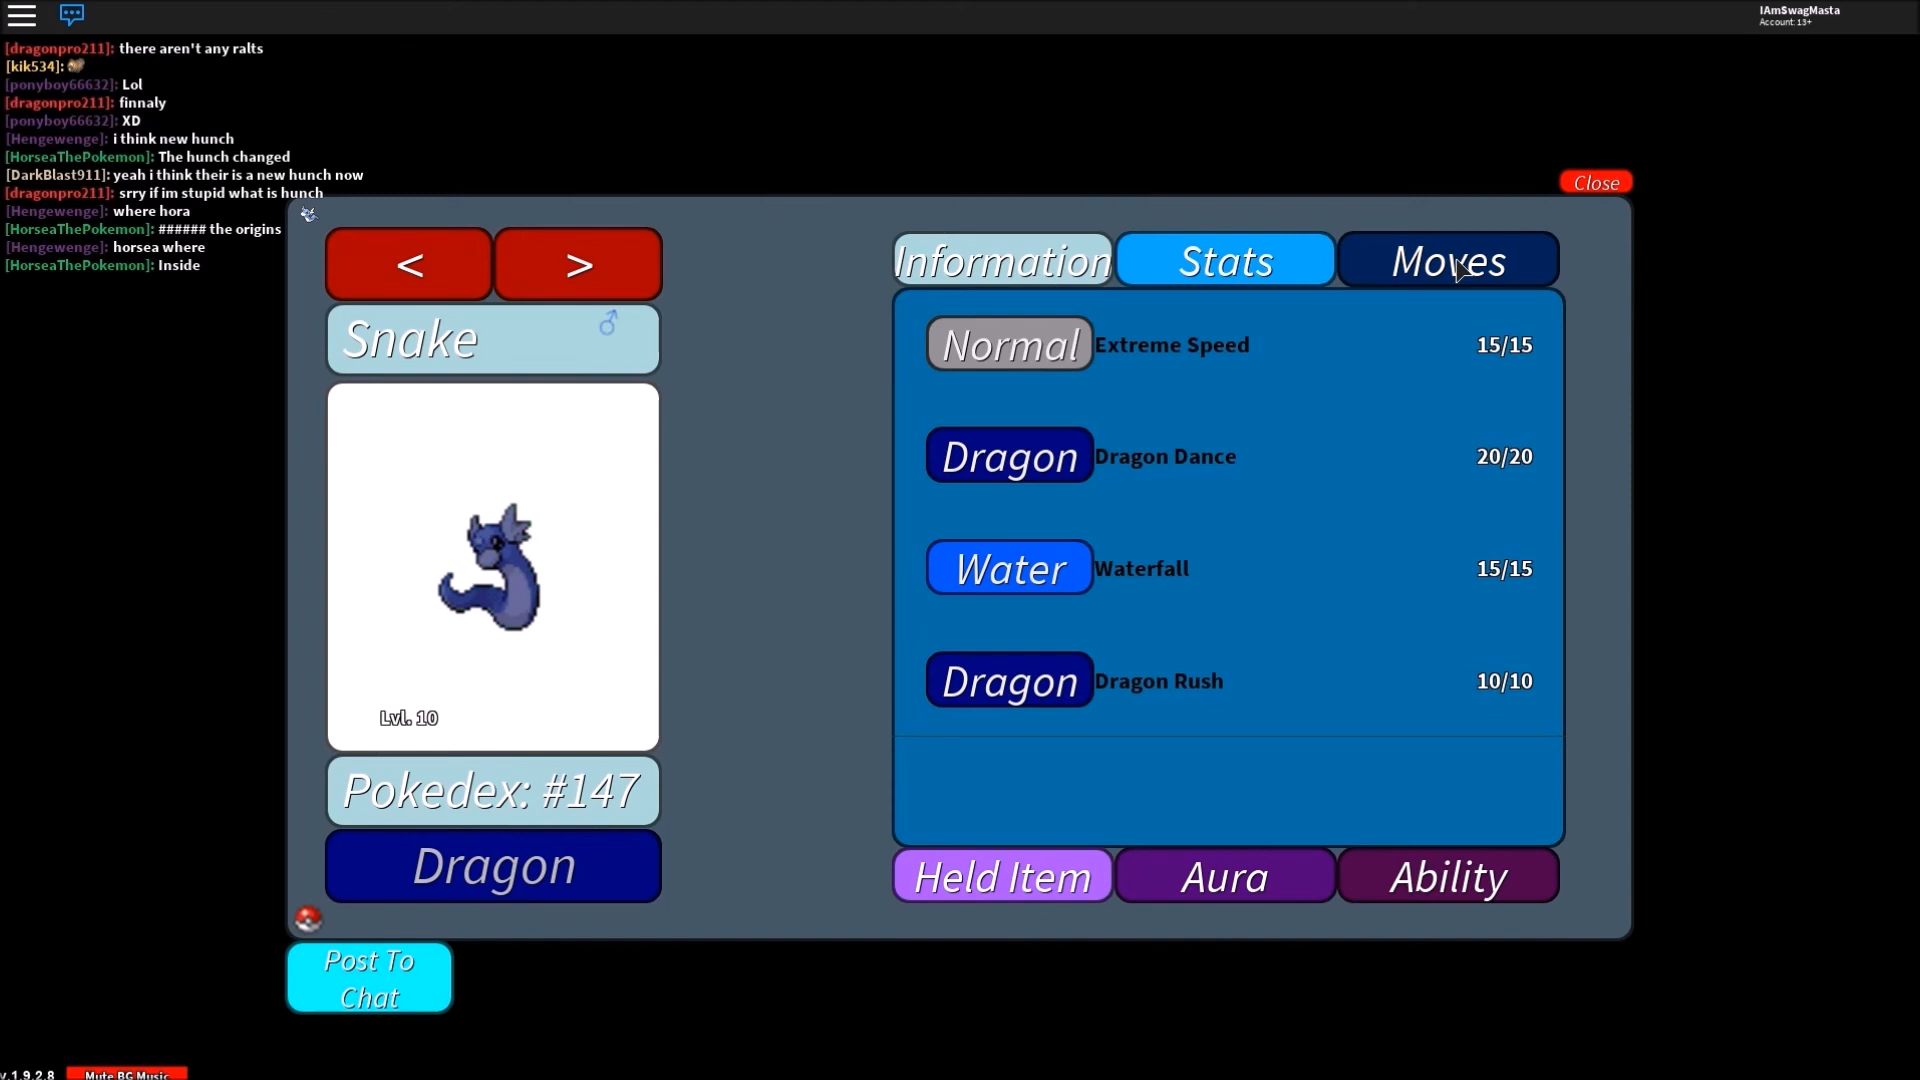 IAmSwagMasta
Account: 13+
[dragonpro211]: there aren't any ralts
[kik534]:
[ponyboy66632]: Lol
[dragonpro211]: finnaly
[ponyboy66632]: XD
[Hengewenge]: i think new hunch
[HorseaThePokemon]: The hunch changed
[DarkBlast911]: yeah i think their is a new hunch now
[dragonpro211]: srry if im stupid what is hunch
[Hengewenge]: where hora
[HorseaThePokemon]: ###### the origins
[Hengewenge]: horsea where
[HorseaThePokemon]: Inside
Close
< >
Snake ♂
Lvl. 10
Pokedex: #147
Dragon
Information Stats Moves
Normal Extreme Speed 15/15
Dragon Dragon Dance 20/20
Water Waterfall 15/15
Dragon Dragon Rush 10/10
Held Item Aura Ability
Post To
Chat
v.1.9.2.8 Mute BG Music